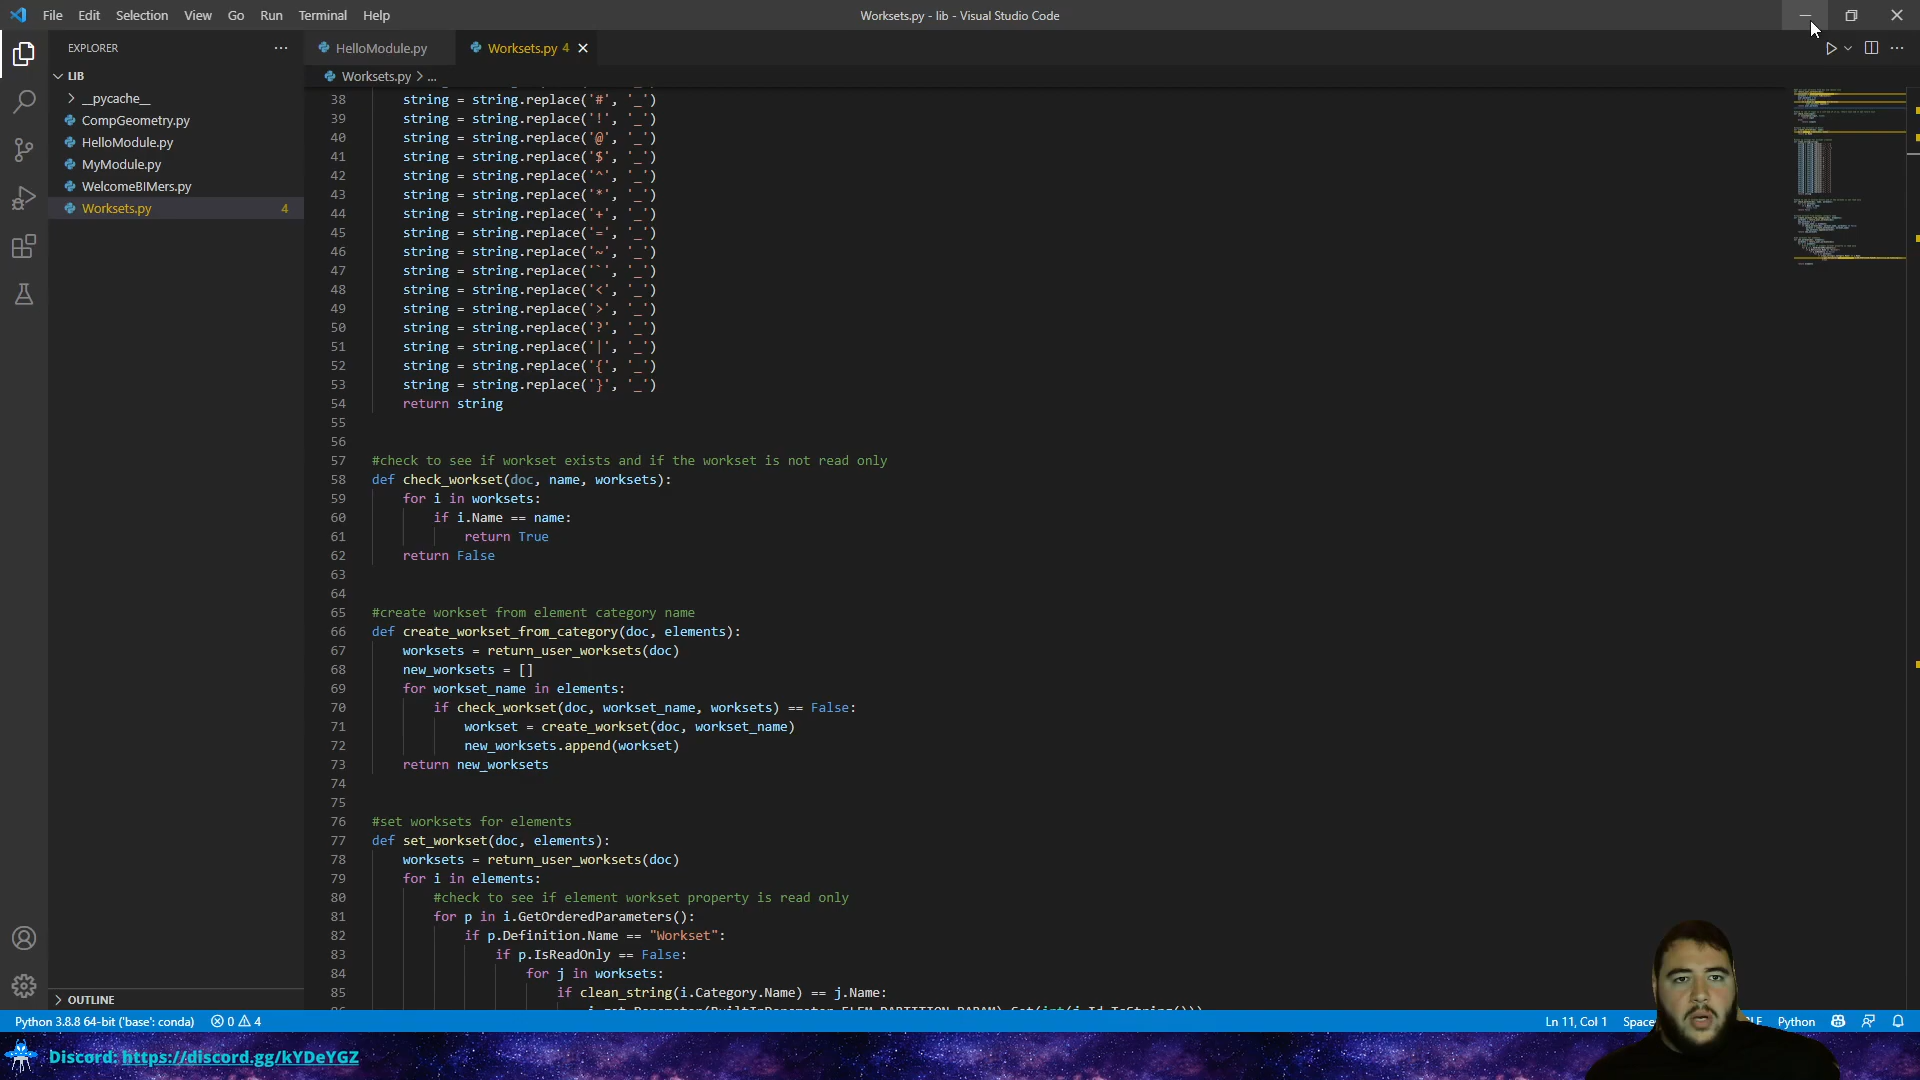 File Edit Selection View Go Run Terminal Help
Worksets.py - lib - Visual Studio Code
EXPLORER
LIB
__pycache__
CompGeometry.py
HelloModule.py
MyModule.py
WelcomeBIMers.py
Worksets.py 4
OUTLINE
HelloModule.py
Worksets.py 4
Worksets.py > ...
38 string = string.replace('#', '_')
39 string = string.replace('!', '_')
40 string = string.replace('@', '_')
41 string = string.replace('$', '_')
42 string = string.replace('^', '_')
43 string = string.replace('*', '_')
44 string = string.replace('+', '_')
45 string = string.replace('=', '_')
46 string = string.replace('~', '_')
47 string = string.replace('`', '_')
48 string = string.replace('<', '_')
49 string = string.replace('>', '_')
50 string = string.replace('?', '_')
51 string = string.replace('|', '_')
52 string = string.replace('{', '_')
53 string = string.replace('}', '_')
54 return string
55
56
57 #check to see if workset exists and if the workset is not read only
58 def check_workset(doc, name, worksets):
59 for i in worksets:
60 if i.Name == name:
61 return True
62 return False
63
64
65 #create workset from element category name
66 def create_workset_from_category(doc, elements):
67 worksets = return_user_worksets(doc)
68 new_worksets = []
69 for workset_name in elements:
70 if check_workset(doc, workset_name, worksets) == False:
71 workset = create_workset(doc, workset_name)
72 new_worksets.append(workset)
73 return new_worksets
74
75
76 #set worksets for elements
77 def set_workset(doc, elements):
78 worksets = return_user_worksets(doc)
79 for i in elements:
80 #check to see if element workset property is read only
81 for p in i.GetOrderedParameters():
82 if p.Definition.Name == "Workset":
83 if p.IsReadOnly == False:
84 for j in worksets:
85 if clean_string(i.Category.Name) == j.Name:
Python 3.8.8 64-bit ('base': conda) 0 4
Ln 11, Col 1
Python
Discord: https://discord.gg/kYDeYGZ